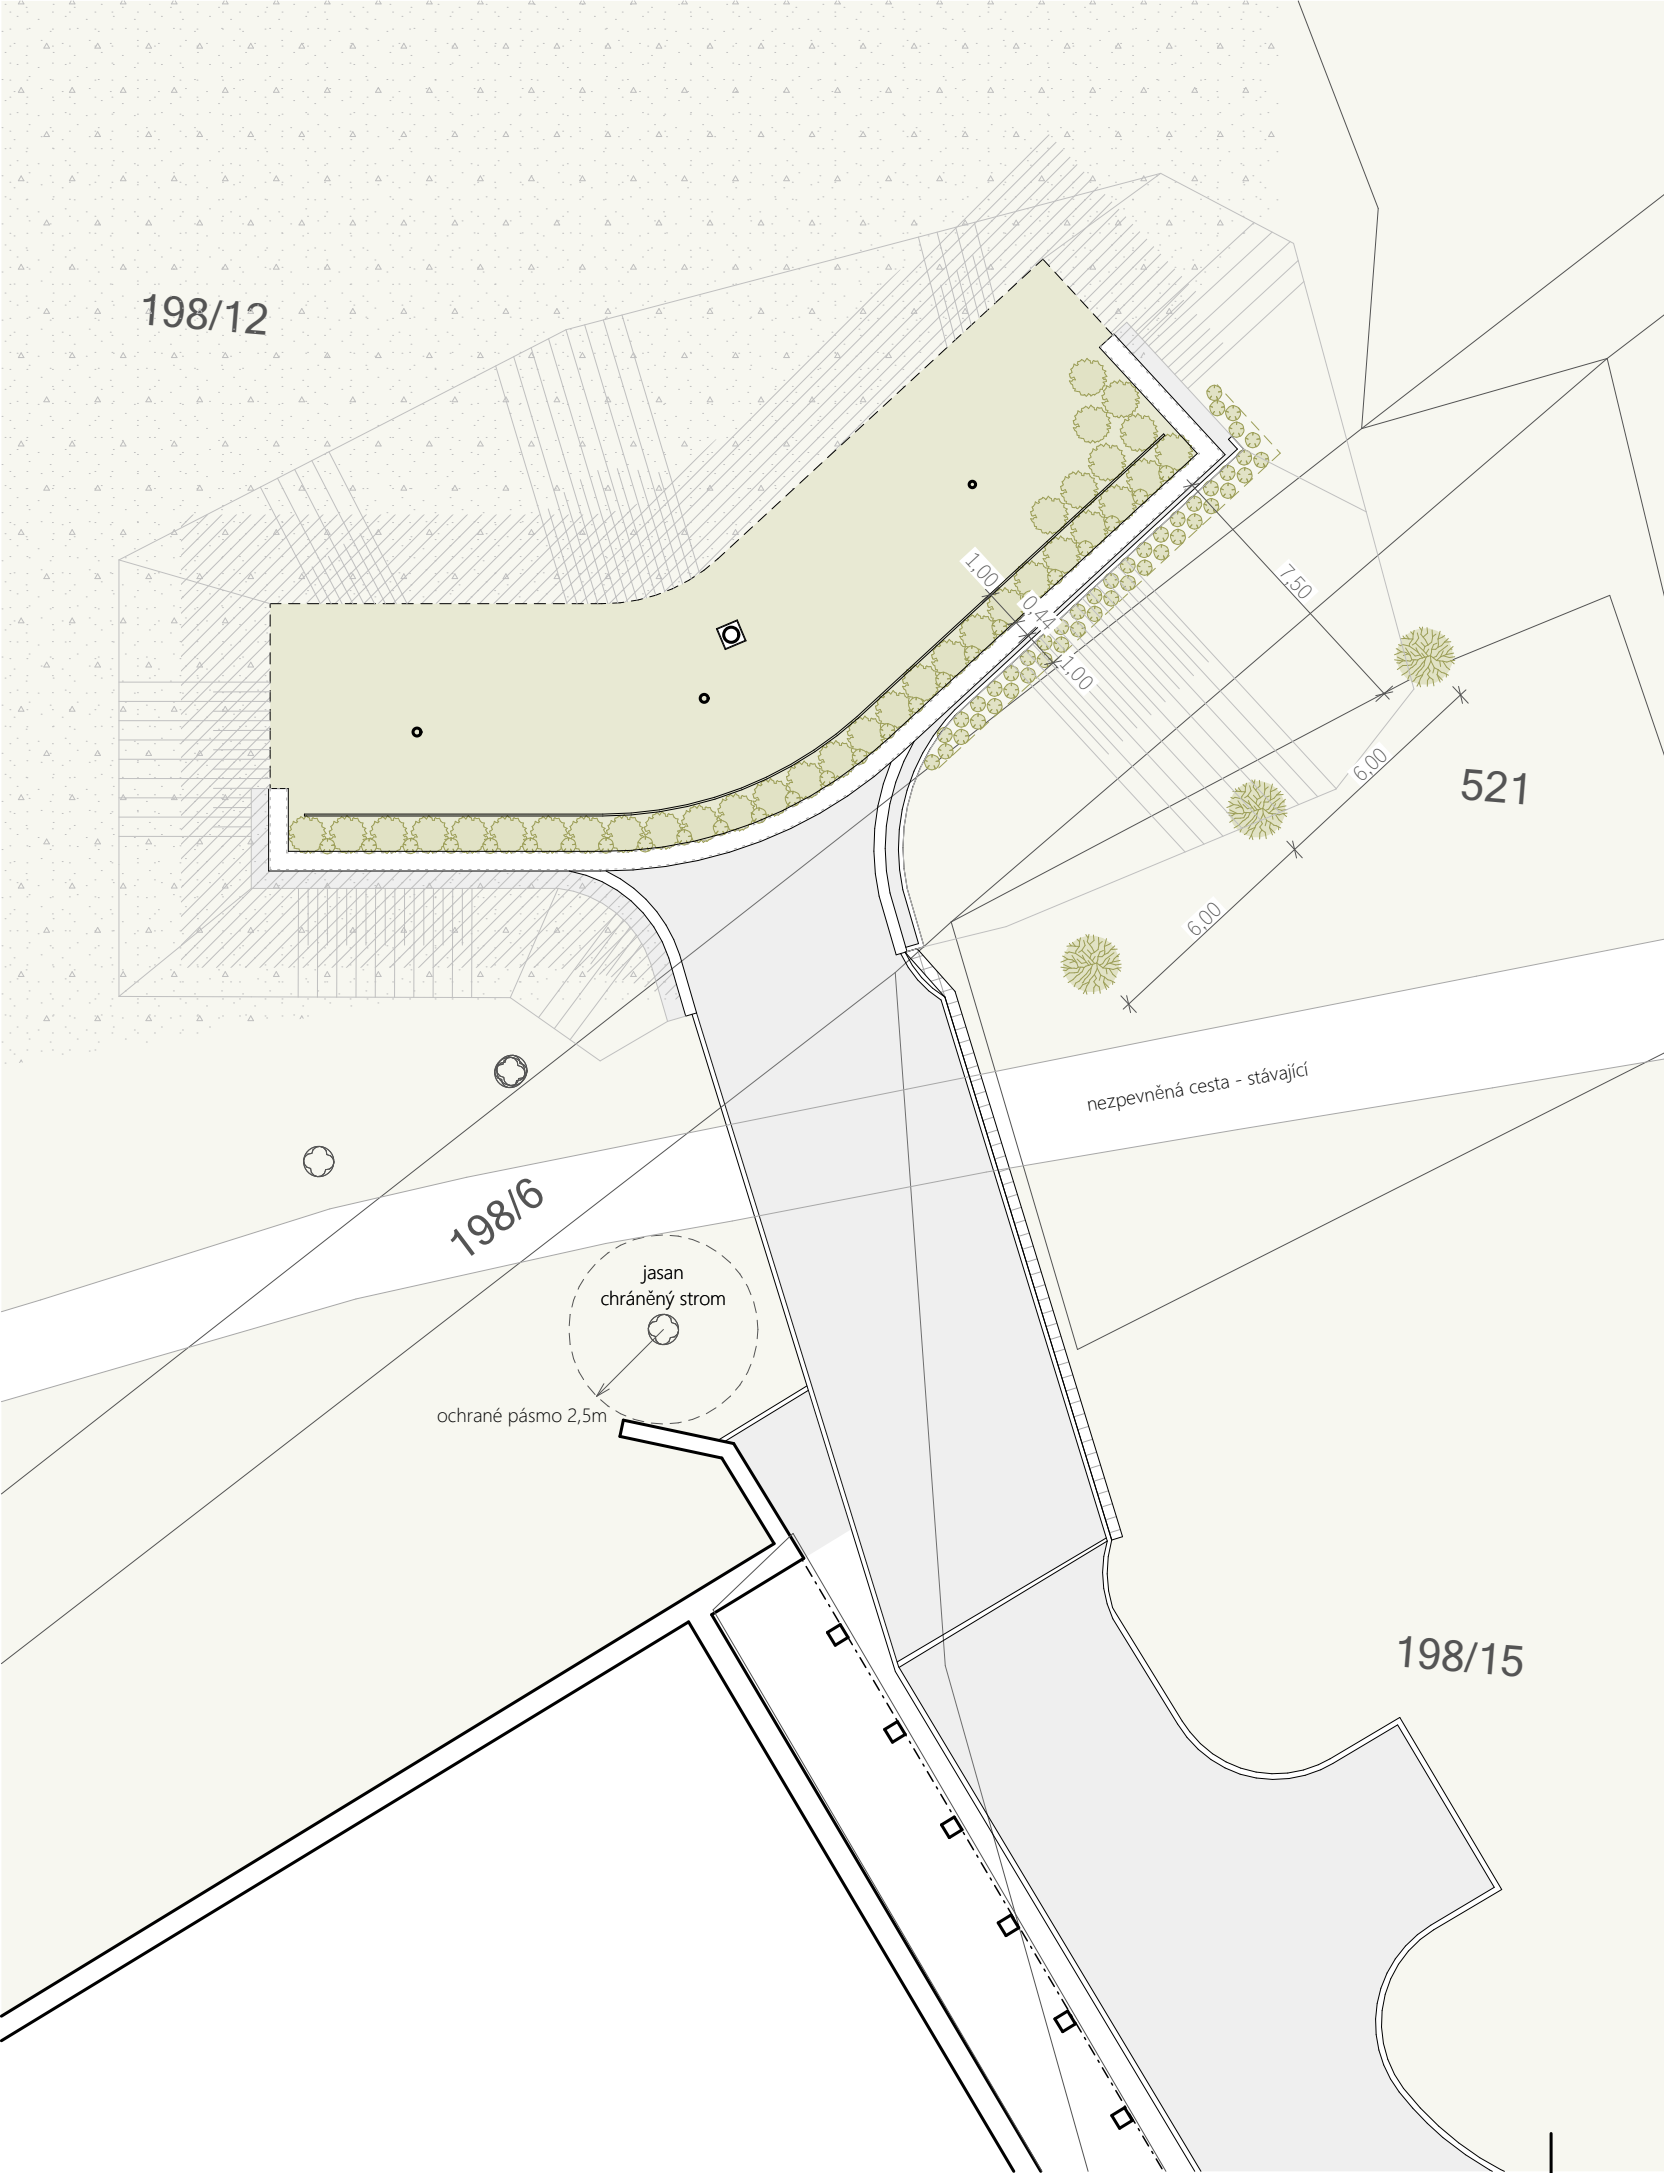 198/12
1,00
0,44
1,00
7,50
6,00
521
6,00
nezpevněná cesta - stávající
198/6
jasan
chráněný strom
ochrané pásmo 2,5m
198/15